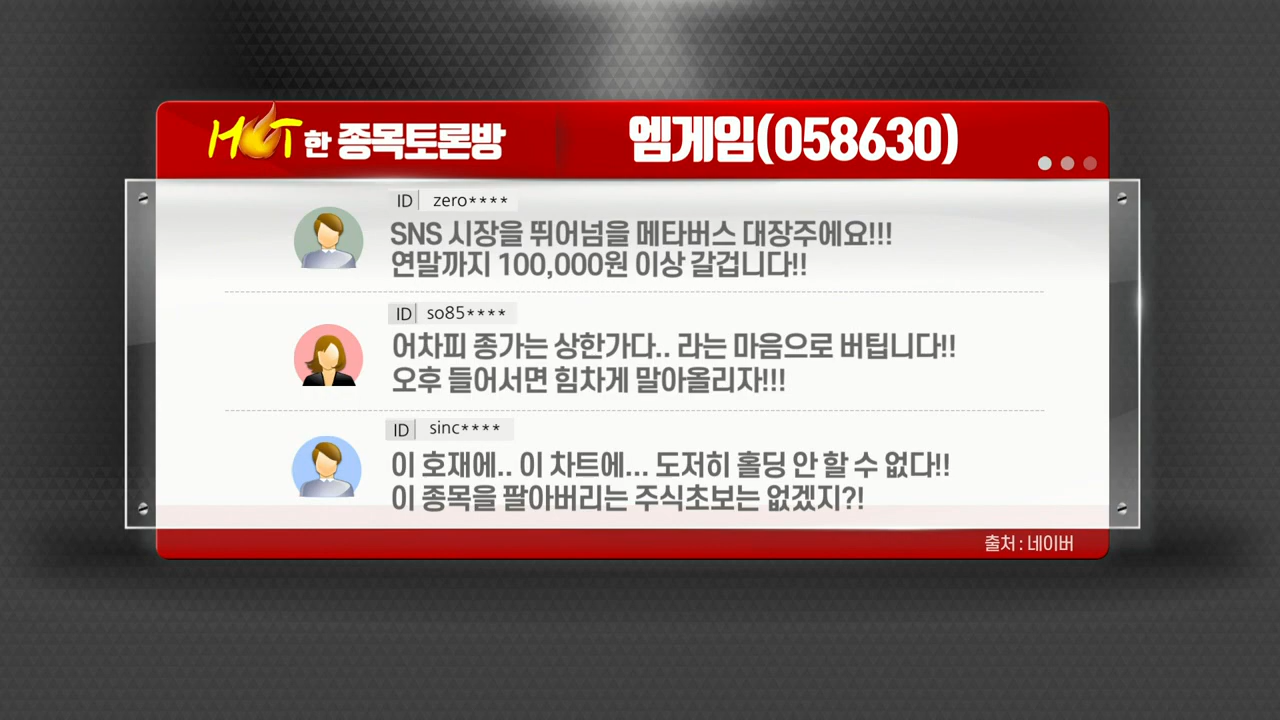 HOT한 종목토론방
엠게임(058630)
ID zero****
SNS 시장을 뛰어넘을 메타버스 대장주에요!!!
연말까지 100,000원 이상 갈겁니다!!
ID so85****
어차피 종가는 상한가다.. 라는 마음으로 버팁니다!!
오후 들어서면 힘차게 말아올리자!!!
ID sinc****
이 호재에.. 이 차트에... 도저히 홀딩 안 할 수 없다!!
이 종목을 팔아버리는 주식초보는 없겠지?!
출처 : 네이버